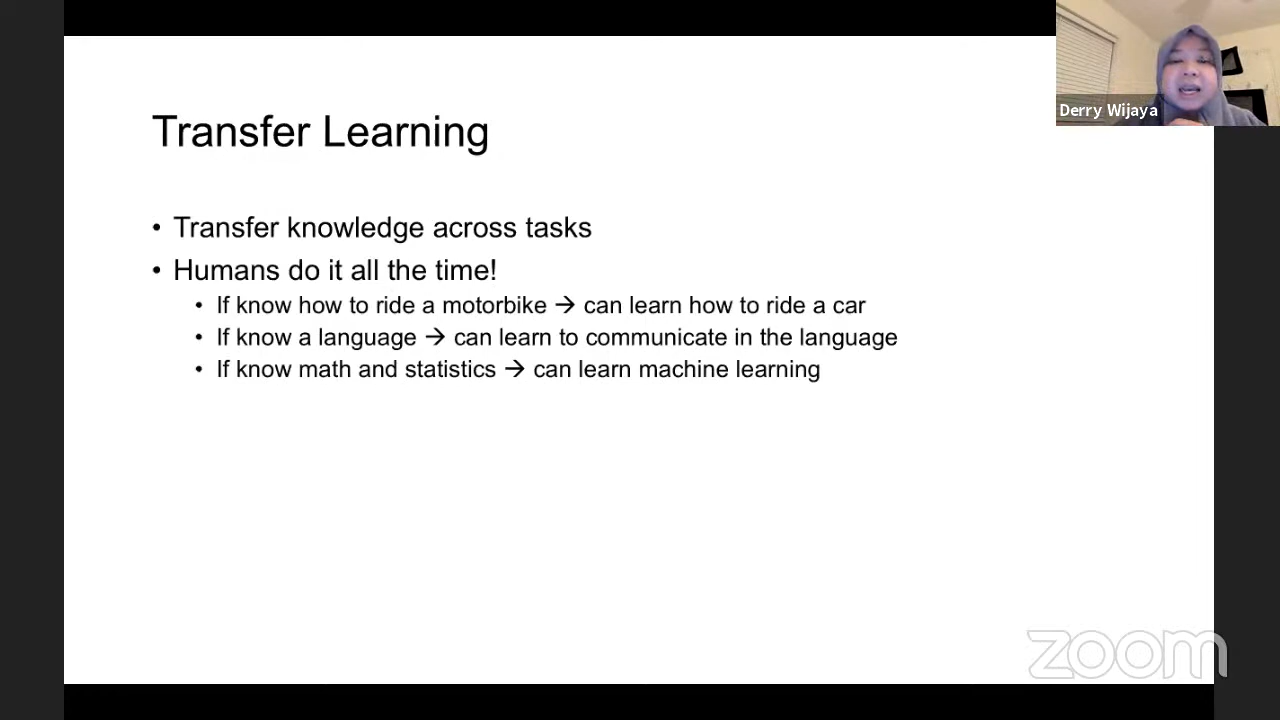 Derry Wijaya
Transfer Learning
• Transfer knowledge across tasks
• Humans do it all the time!
• If know how to ride a motorbike → can learn how to ride a car
• If know a language → can learn to communicate in the language
• If know math and statistics → can learn machine learning
zoom